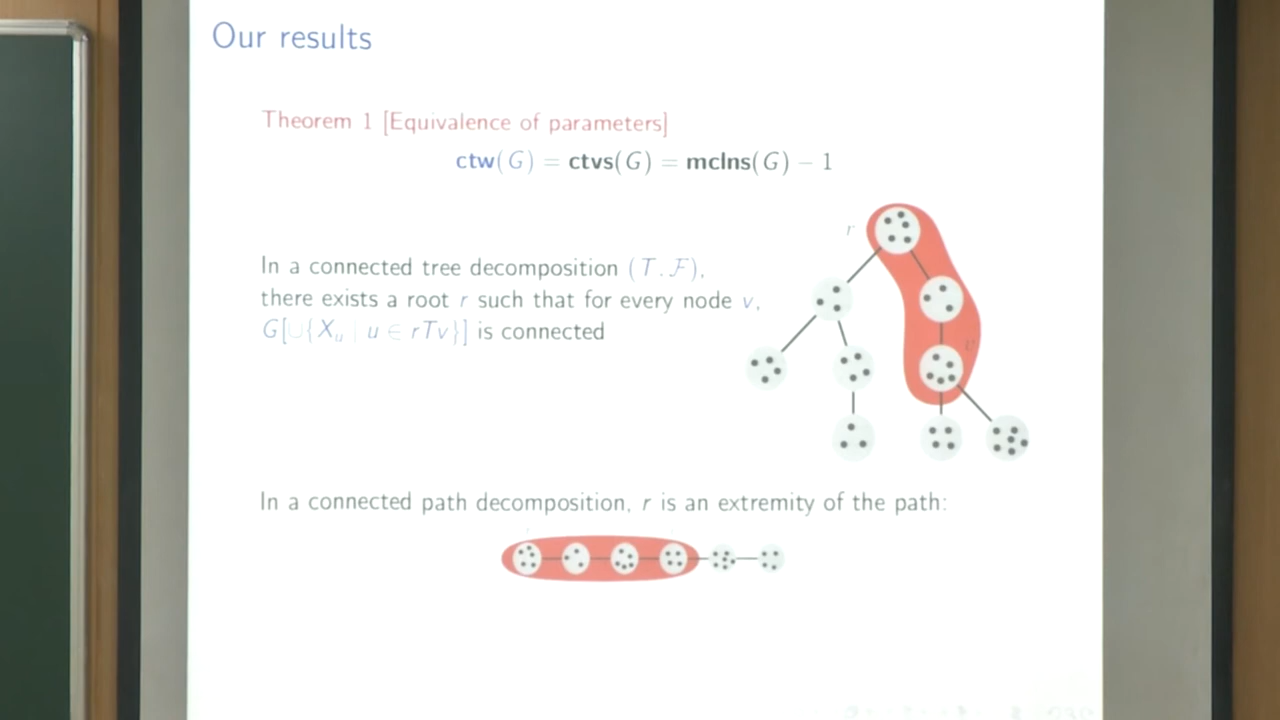 Our results
Theorem 1 [Equivalence of parameters]
ctw(G) = ctvs(G) = mclns(G) − 1
r
In a connected tree decomposition (T, F),
there exists a root r such that for every node v,
G[∪{X_u | u ∈ rTv}] is connected
v
In a connected path decomposition, r is an extremity of the path: